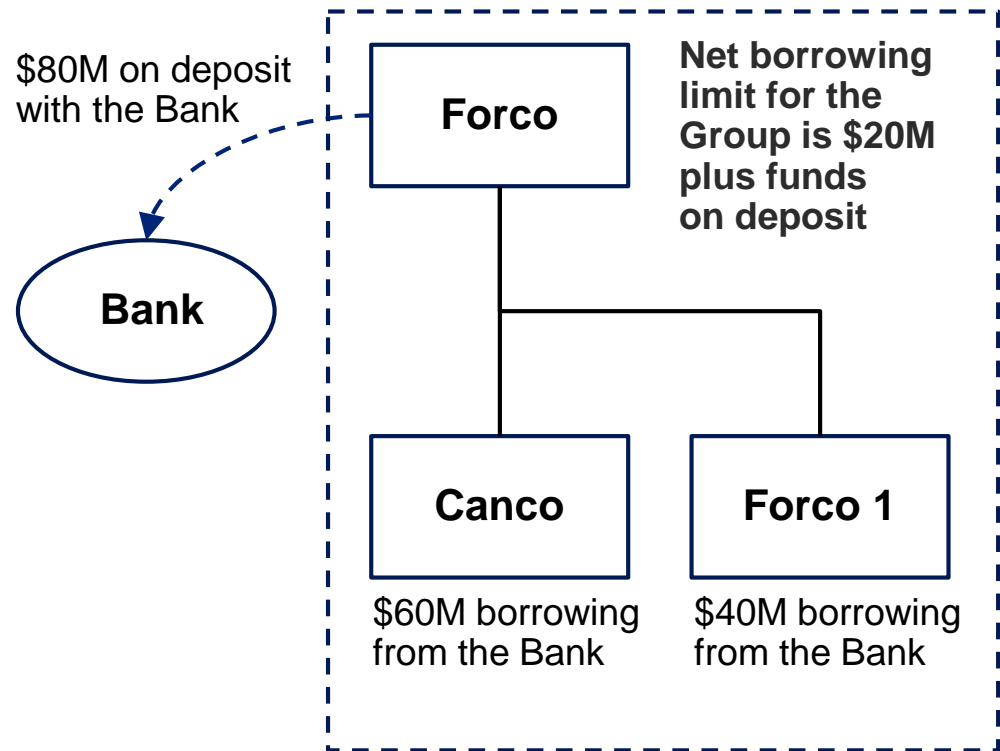 $80M on deposit
with the Bank
Forco
Net borrowing
limit for the
Group is $20M
plus funds
on deposit
Bank
Canco
Forco 1
$60M borrowing
from the Bank
$40M borrowing
from the Bank